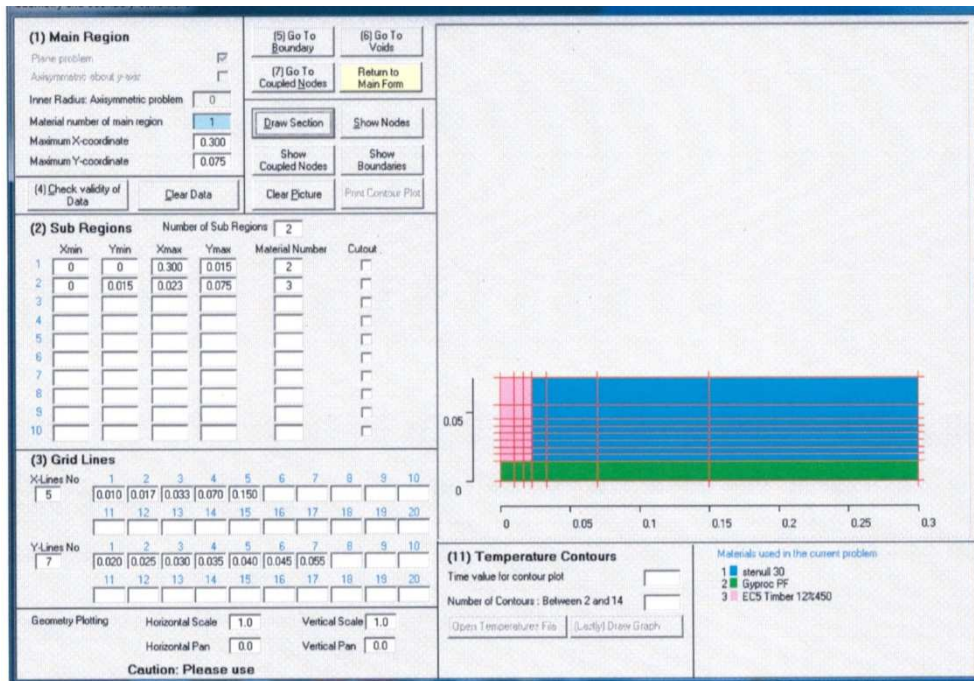 (1) Main Region
Plane problem
Axisymmetric about y-axis
Inner Radius: Axisymmetric problem 0
Material number of main region 1
Maximum X-coordinate 0.300
Maximum Y-coordinate 0.075
(5) Go To Boundary
(6) Go To Voids
(7) Go To Coupled Nodes
Return to Main Form
Draw Section
Show Nodes
Show Coupled Nodes
Show Boundaries
(4) Check validity of Data
Clear Data
Clear Picture
Print Contour Plot
(2) Sub Regions Number of Sub Regions 2
Xmin Ymin Xmax Ymax Material Number Cutout
1 0 0 0.300 0.015 2
2 0 0.015 0.023 0.075 3
3
4
5
6
7
8
9
10
(3) Grid Lines
X-Lines No 1 2 3 4 5 6 7 8 9 10
5 0.010 0.017 0.033 0.070 0.150
11 12 13 14 15 16 17 18 19 20
Y-Lines No 1 2 3 4 5 6 7 8 9 10
7 0.020 0.025 0.030 0.035 0.040 0.045 0.055
11 12 13 14 15 16 17 18 19 20
Geometry Plotting Horizontal Scale 1.0 Vertical Scale 1.0
Horizontal Pan 0.0 Vertical Pan 0.0
Caution: Please use
0.05
0
0 0.05 0.1 0.15 0.2 0.25 0.3
(11) Temperature Contours
Time value for contour plot
Number of Contours : Between 2 and 14
Open Temperaturer File (Lastly) Draw Graph
Materials used in the current problem
1 stenull 30
2 Gyproc PF
3 EC5 Timber 12%450